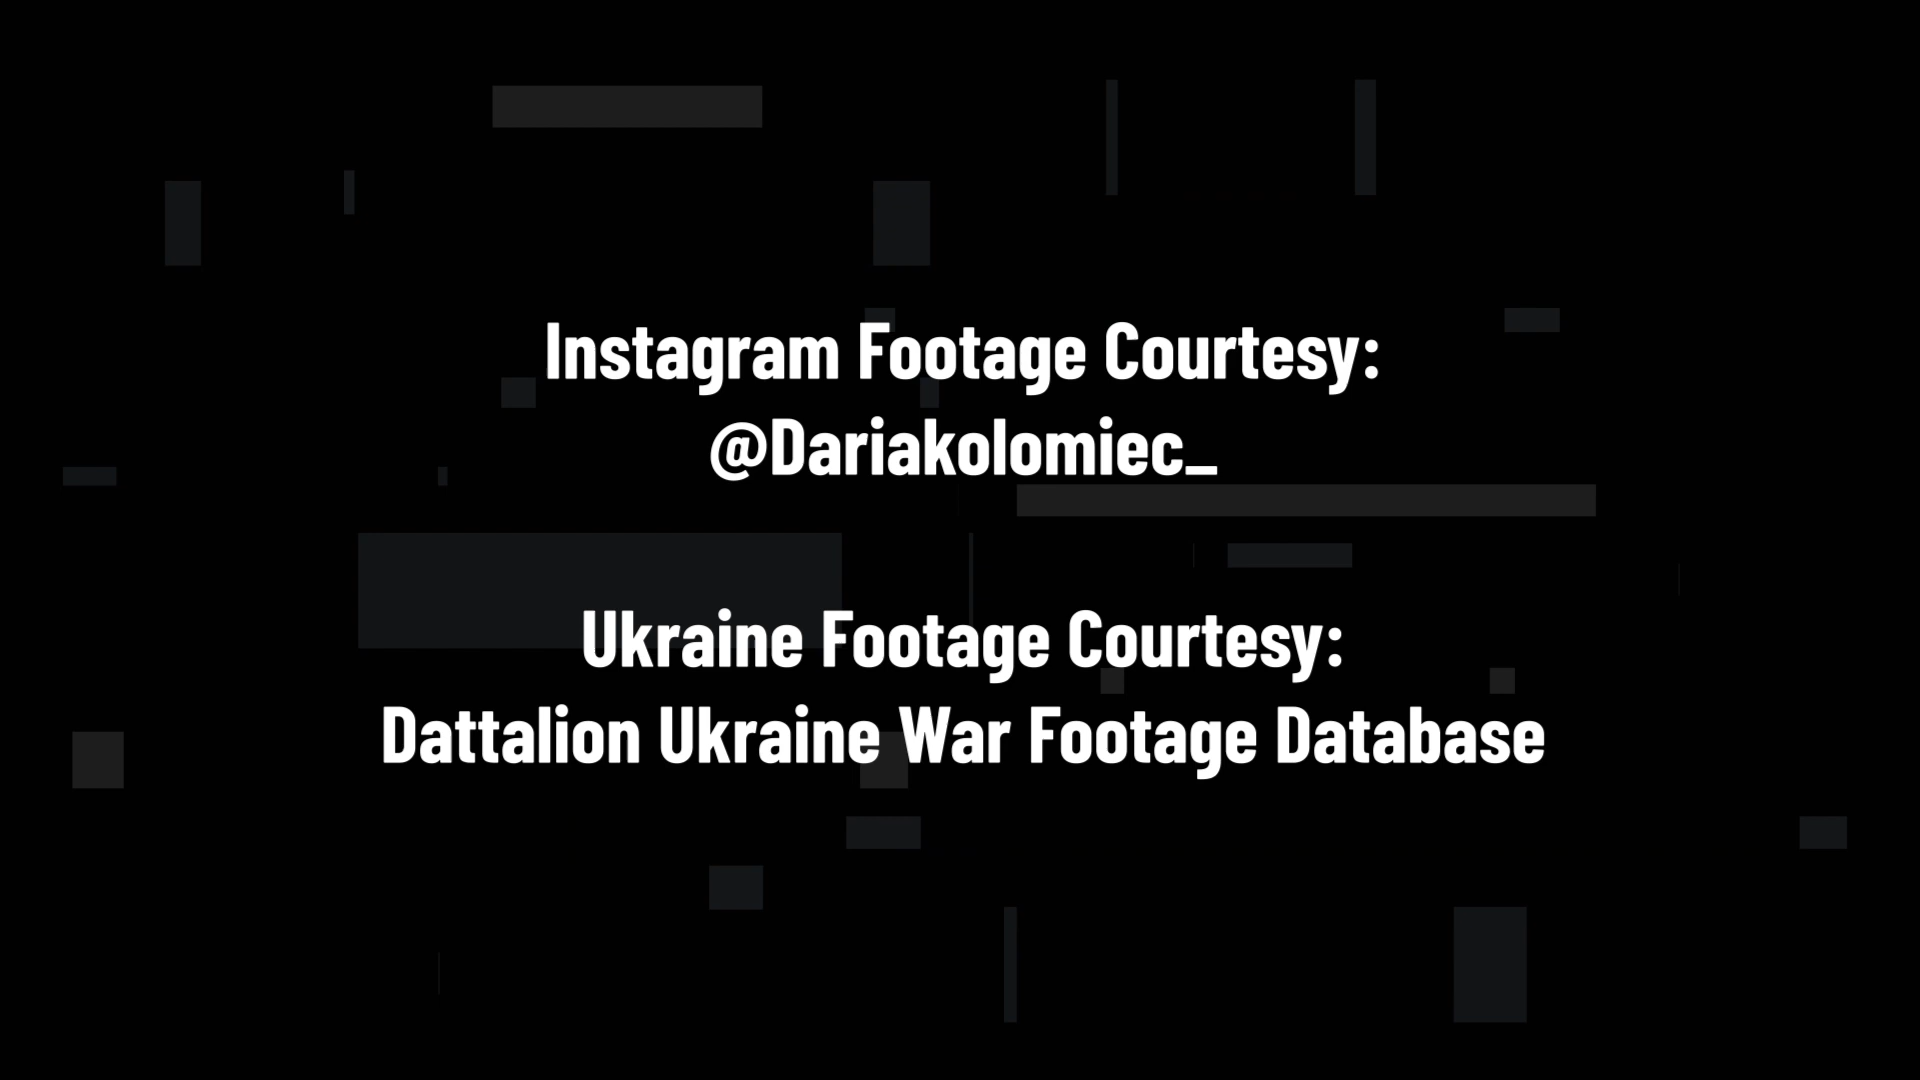 Instagram Footage Courtesy:
@Dariakolomiec_
Ukraine Footage Courtesy:
Dattalion Ukraine War Footage Database